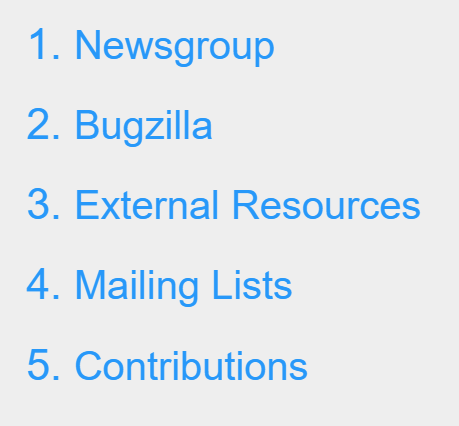 1. Newsgroup
2. Bugzilla
3. External Resources
4. Mailing Lists
5. Contributions